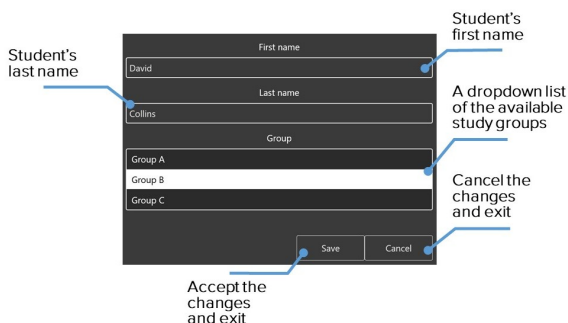 Student's
first name
Student's
last name
First name
David
Last name
Collins
Group
Group A
Group B
Group C
A dropdown list
of the available
study groups
Cancel the
changes
and exit
Save
Cancel
Accept the
changes
and exit